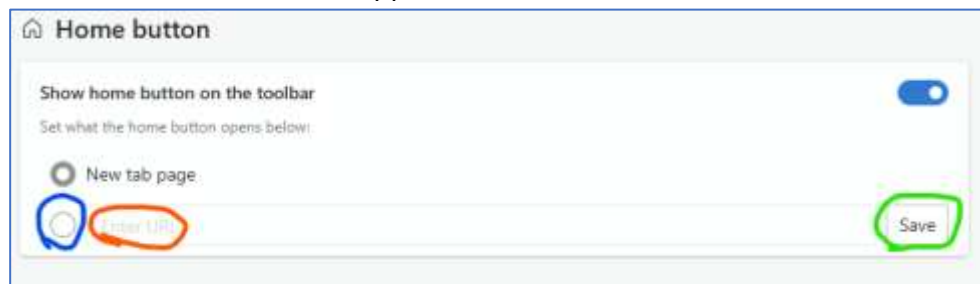 Home button
Show home button on the toolbar
Set what the home button opens below:
New tab page
Enter URL
Save